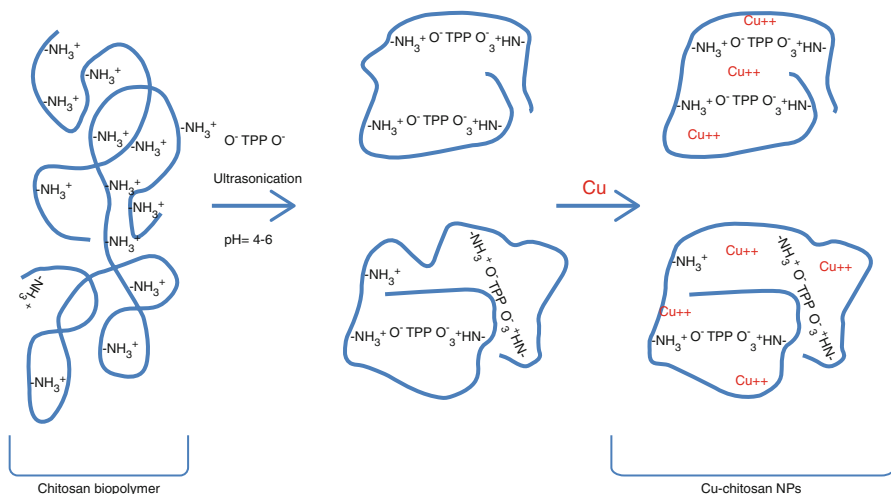 -NH₃⁺
-NH₃⁺
-NH₃⁺
-NH₃⁺
-NH₃⁺
-NH₃⁺
-NH₃⁺
-NH₃⁺
-NH₃⁺
-NH₃⁺
-NH₃⁺
-NH₃⁺
-NH₃⁺
-NH₃⁺
Chitosan biopolymer
O⁻ TPP O⁻
Ultrasonication
pH= 4-6
-NH₃⁺ O⁻ TPP O⁻ ₃⁺HN-
-NH₃⁺ O⁻ TPP O⁻ ₃⁺HN-
-NH₃⁺
-NH₃⁺ O⁻ TPP O⁻ ₃⁺HN-
-NH₃⁺ O⁻ TPP O⁻ ₃⁺HN-
Cu
Cu++
-NH₃⁺ O⁻ TPP O⁻ ₃⁺HN-
Cu++
-NH₃⁺ O⁻ TPP O⁻ ₃⁺HN-
Cu++
-NH₃⁺ O⁻ TPP O⁻ ₃⁺HN-
Cu++
-NH₃⁺
Cu++
Cu++
-NH₃⁺ O⁻ TPP O⁻ ₃⁺HN-
Cu++
Cu-chitosan NPs